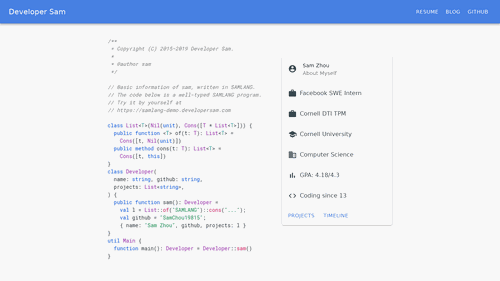 Developer Sam
RESUME BLOG GITHUB
/**
* Copyright (C) 2015-2019 Developer Sam.
*
* @author sam
*/
// Basic information of sam, written in SAMLANG.
// The code below is a well-typed SAMLANG program.
// Try it by yourself at
// https://samlang-demo.developersam.com
class List<T>(Nil(unit), Cons([T * List<T>])) {
public function <T> of(t: T): List<T> =
Cons([t, Nil(unit)])
public method cons(t: T): List<T> =
Cons([t, this])
}
class Developer(
name: string, github: string,
projects: List<string>,
) {
public function sam(): Developer =
val l = List::of("SAMLANG")::cons("...");
val github = "SamChou19815";
{ name: "Sam Zhou", github, projects: l }
}
util Main {
function main(): Developer = Developer::sam()
}
Sam Zhou
About Myself
Facebook SWE Intern
Cornell DTI TPM
Cornell University
Computer Science
GPA: 4.18/4.3
Coding since 13
PROJECTS TIMELINE